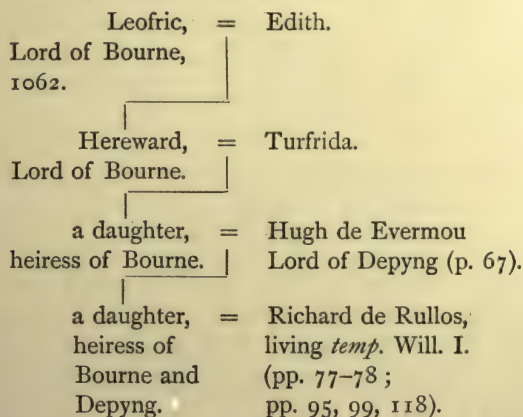 Leofric, = Edith.
Lord of Bourne,
1062.
Hereward, = Turfrida.
Lord of Bourne.
a daughter, = Hugh de Evermou
heiress of Bourne. Lord of Depyng (p. 67).
a daughter, = Richard de Rullos,
heiress of living temp. Will. I.
Bourne and (pp. 77–78 ;
Depyng. pp. 95, 99, 118).